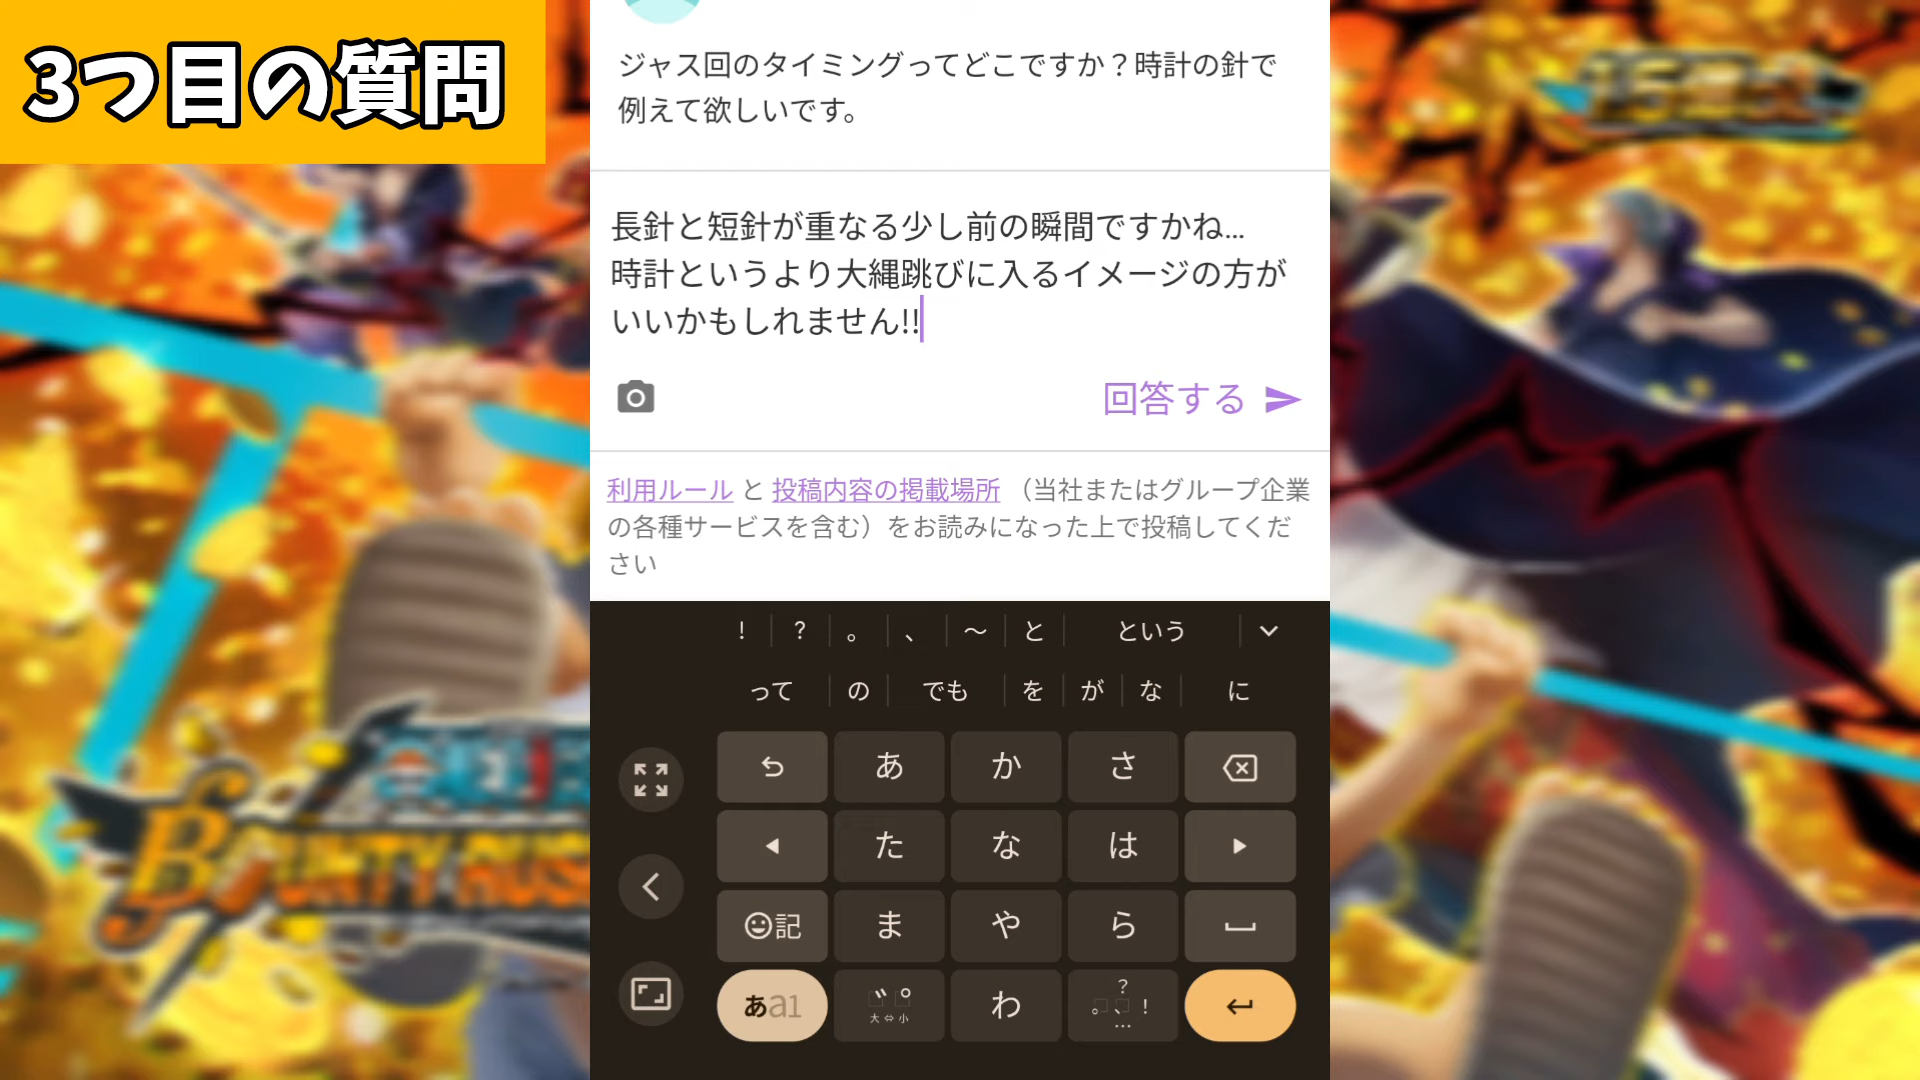 3つ目の質問
ジャス回のタイミングってどこですか？時計の針で
例えて欲しいです。
長針と短針が重なる少し前の瞬間ですかね...
時計というより大縄跳びに入るイメージの方が
いいかもしれません!!
回答する
利用ルール と 投稿内容の掲載場所 （当社またはグループ企業
の各種サービスを含む）をお読みになった上で投稿してくだ
さい
! ? 。 、 〜 と という
って の でも を が な に
あ か さ
た な は
記 ま や ら
あa1 大⇔小 わ 。?!...
BOUNTY RUS